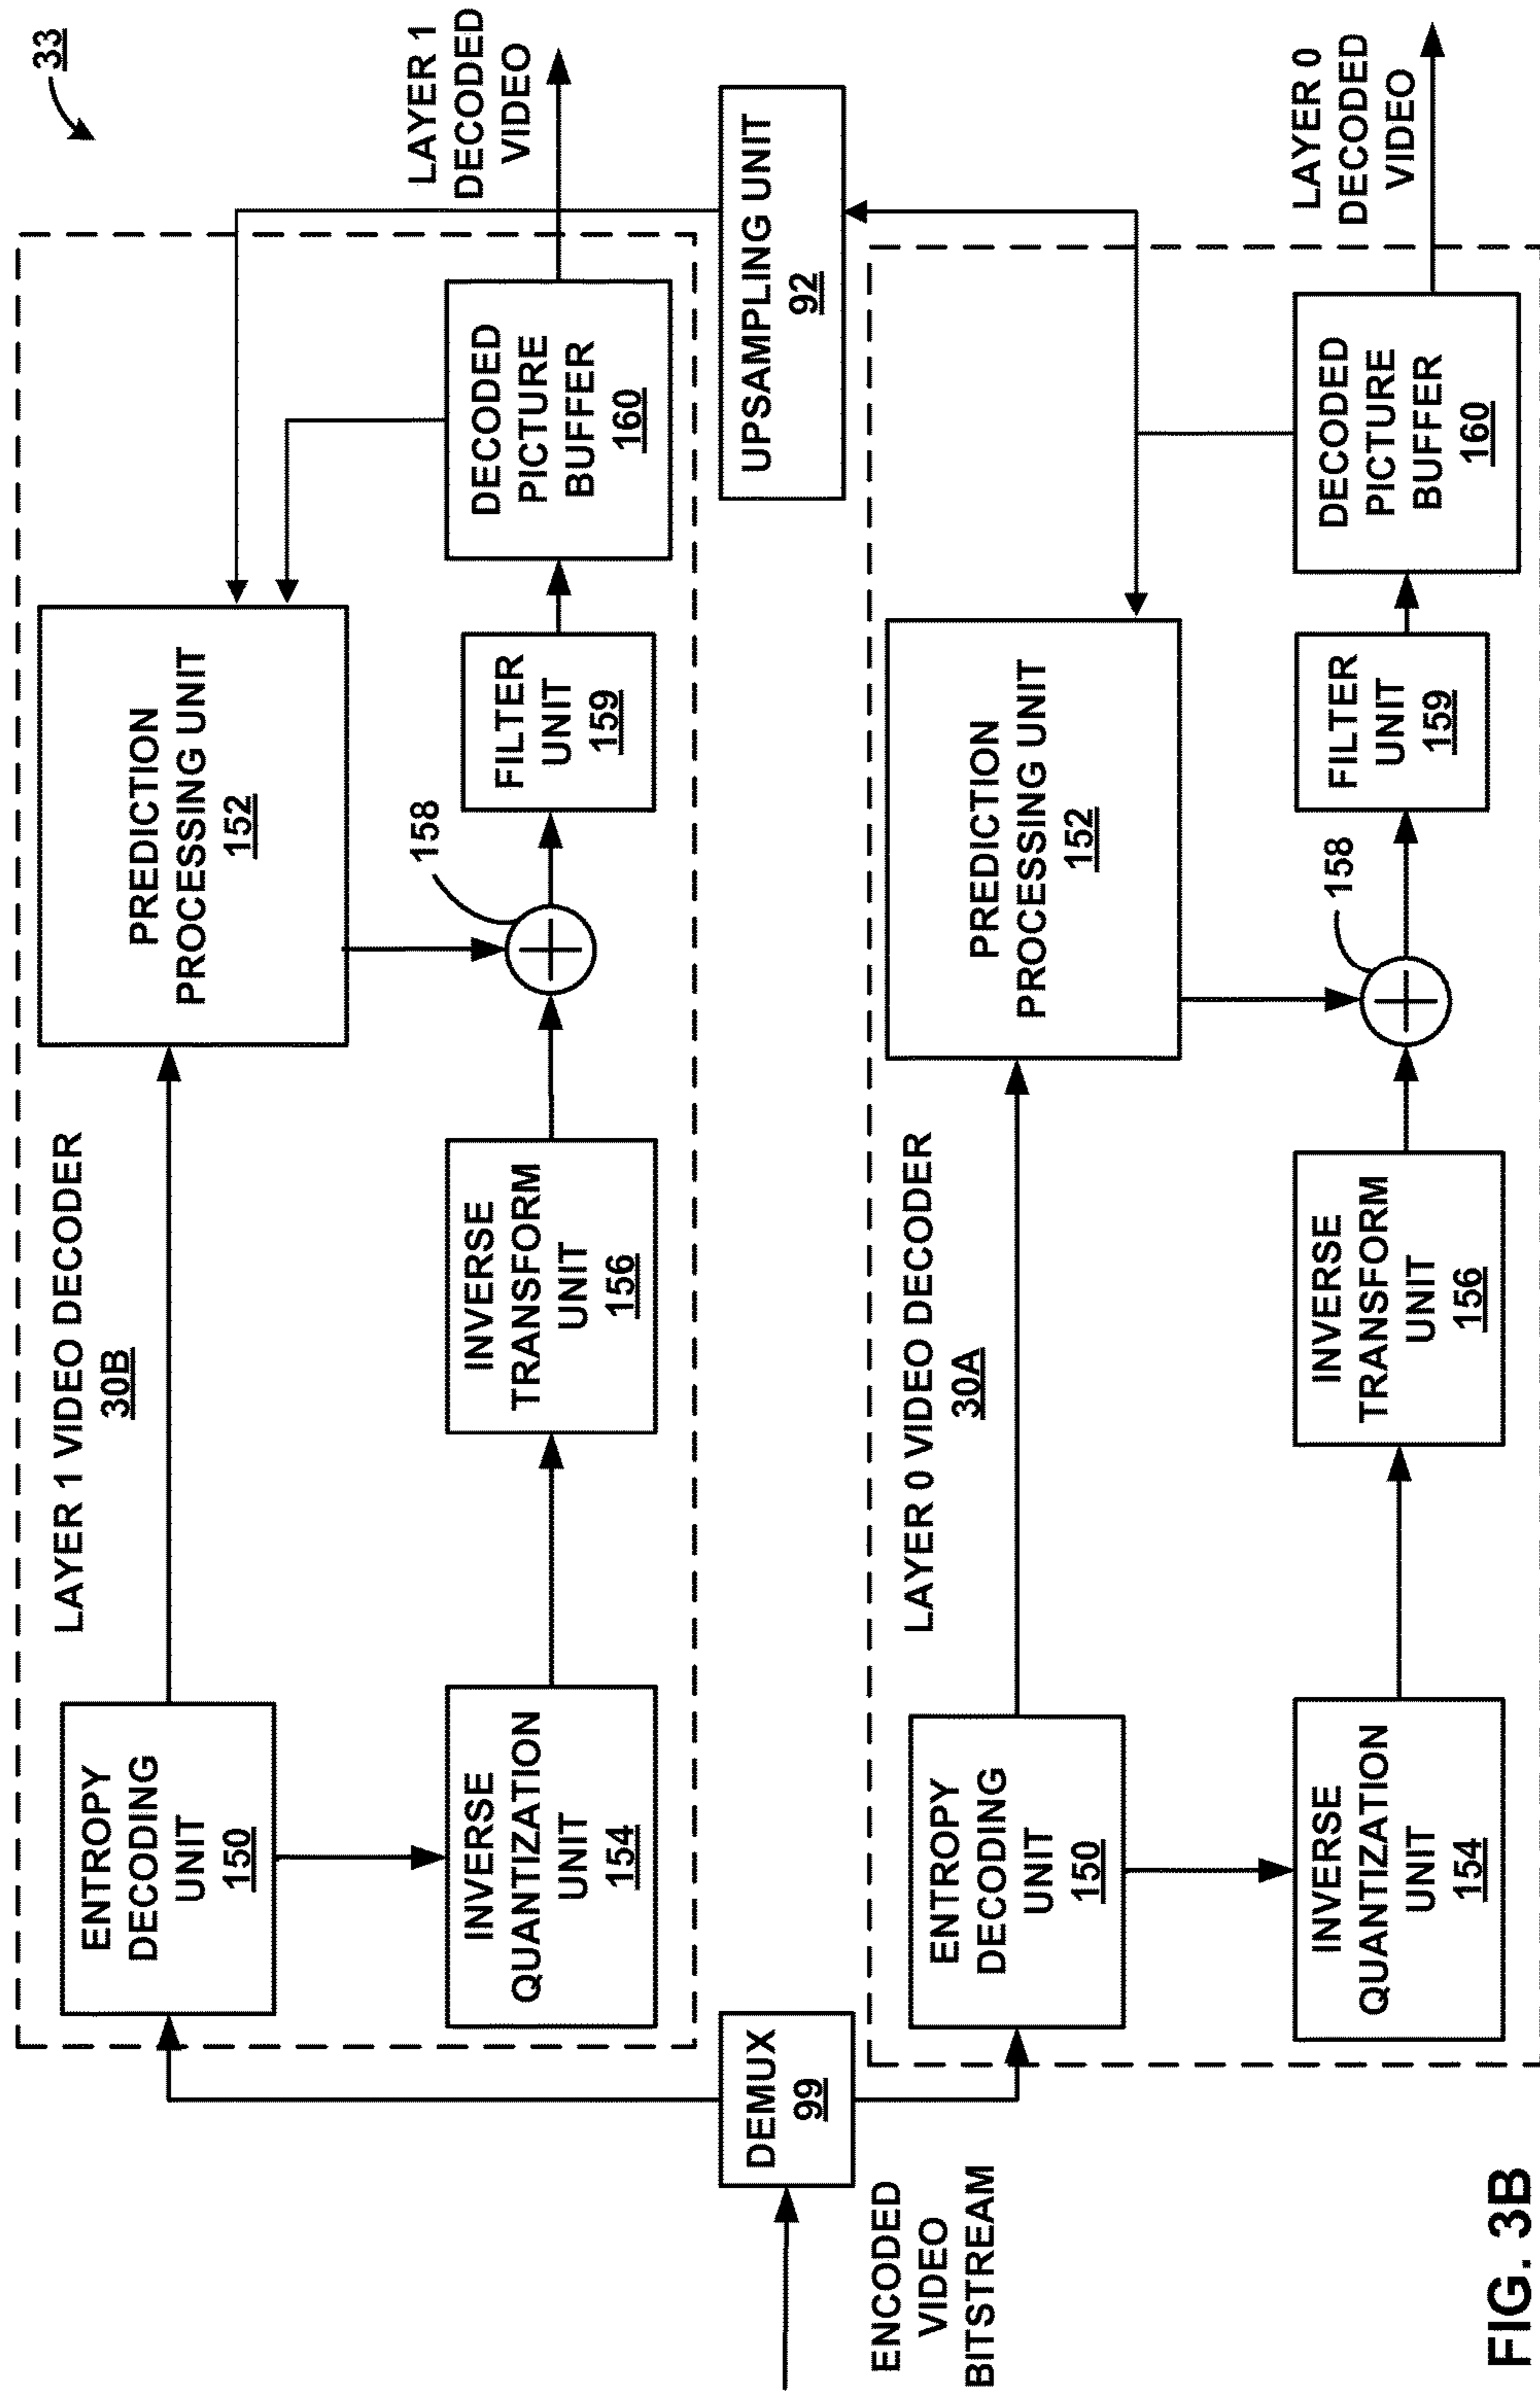 33
LAYER 1 VIDEO DECODER
30B
ENTROPY
DECODING
UNIT
150
PREDICTION
PROCESSING UNIT
152
LAYER 1
DECODED
VIDEO
158
INVERSE
QUANTIZATION
UNIT
154
INVERSE
TRANSFORM
UNIT
156
FILTER
UNIT
159
DECODED
PICTURE
BUFFER
160
DEMUX
99
UPSAMPLING UNIT
92
ENCODED
VIDEO
BITSTREAM
LAYER 0 VIDEO DECODER
30A
ENTROPY
DECODING
UNIT
150
PREDICTION
PROCESSING UNIT
152
LAYER 0
DECODED
VIDEO
158
INVERSE
QUANTIZATION
UNIT
154
INVERSE
TRANSFORM
UNIT
156
FILTER
UNIT
159
DECODED
PICTURE
BUFFER
160
FIG. 3B